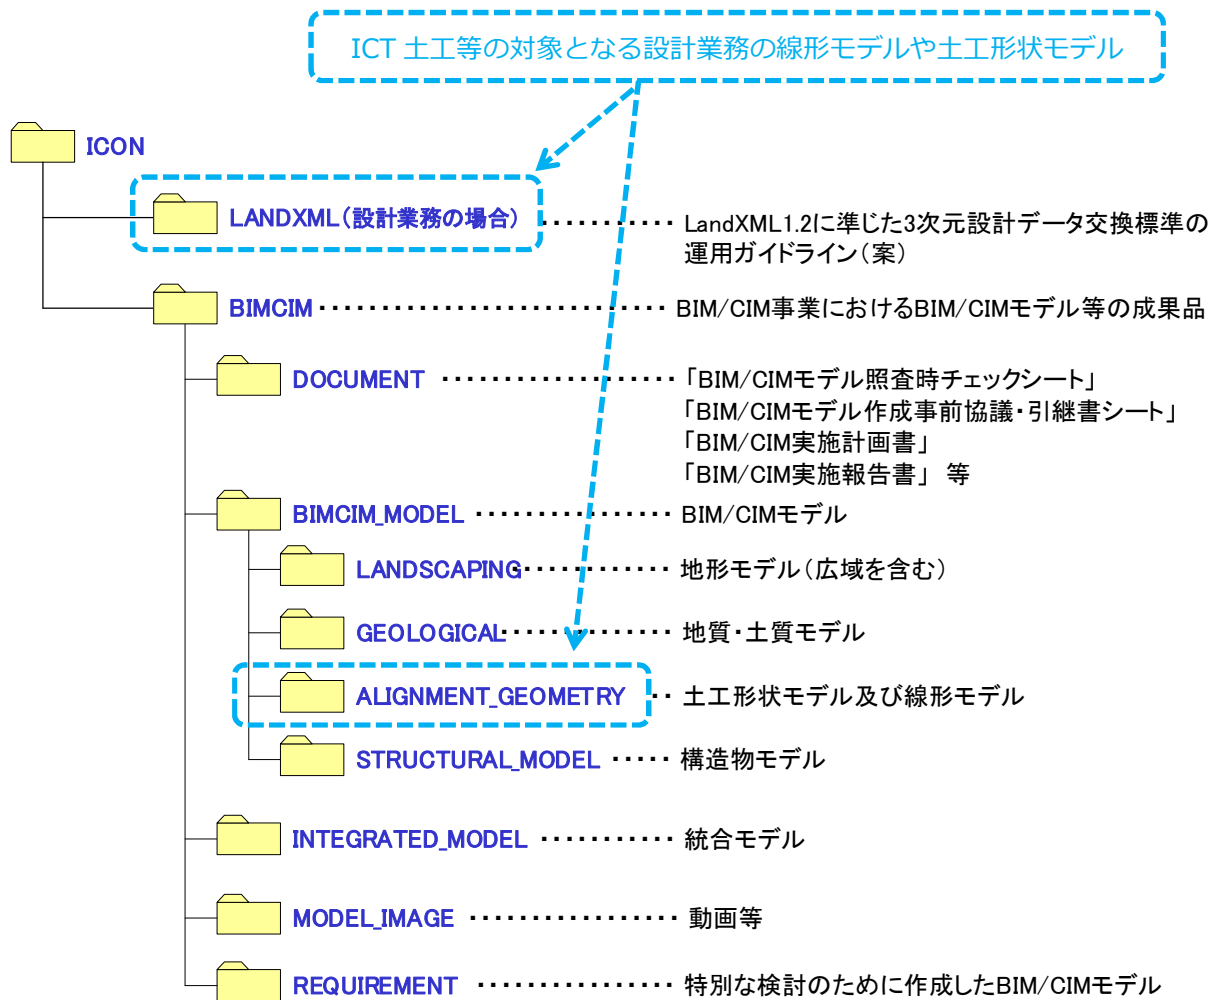 ICT 土工等の対象となる設計業務の線形モデルや土工形状モデル
ICON
LANDXML(設計業務の場合) ・・・・・・・・・・・ LandXML1.2に準じた3次元設計データ交換標準の
運用ガイドライン(案)
BIMCIM ・・・・・・・・・・・・・・・・・・・・・・・・・・・ BIM/CIM事業におけるBIM/CIMモデル等の成果品
DOCUMENT ・・・・・・・・・・・・・・・・・・ 「BIM/CIMモデル照査時チェックシート」
「BIM/CIMモデル作成事前協議・引継書シート」
「BIM/CIM実施計画書」
「BIM/CIM実施報告書」 等
BIMCIM_MODEL ・・・・・・・・・・・・・・・・ BIM/CIMモデル
LANDSCAPING ・・・・・・・・・・・・ 地形モデル(広域を含む)
GEOLOGICAL ・・・・・・・・・・・・・・ 地質・土質モデル
ALIGNMENT_GEOMETRY ・・ 土工形状モデル及び線形モデル
STRUCTURAL_MODEL ・・・・・ 構造物モデル
INTEGRATED_MODEL ・・・・・・・・・・・ 統合モデル
MODEL_IMAGE ・・・・・・・・・・・・・・・・ 動画等
REQUIREMENT ・・・・・・・・・・・・・・・ 特別な検討のために作成したBIM/CIMモデル